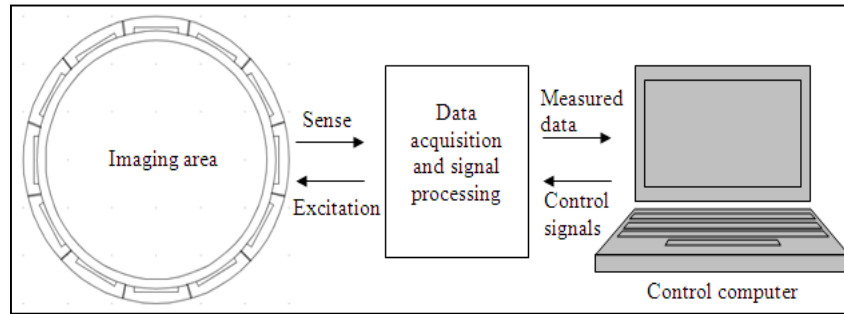 Imaging area
Sense
Excitation
Data
acquisition
and signal
processing
Measured
data
Control
signals
Control computer